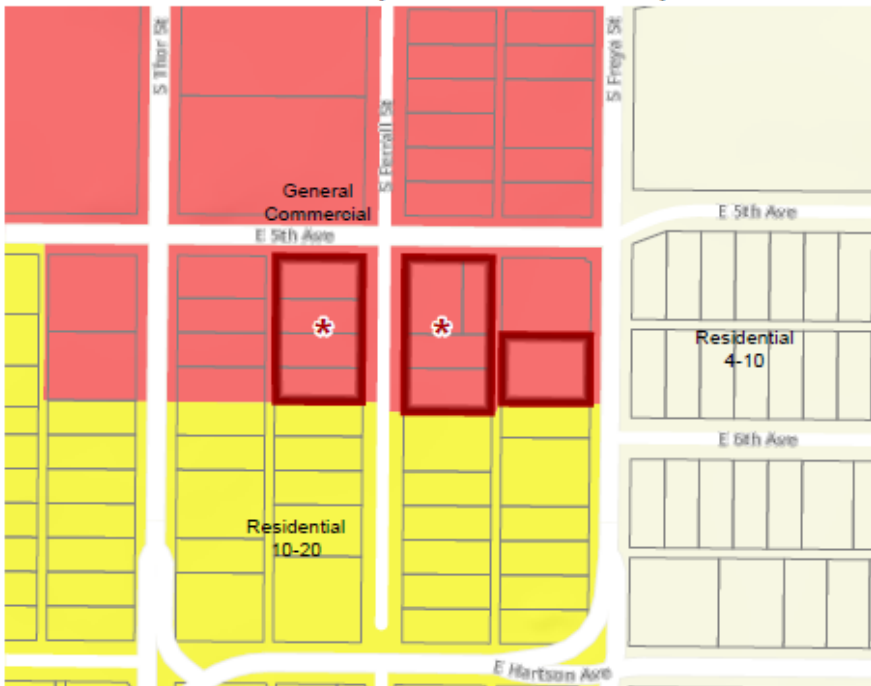 S Thor St
S Ferrall St
S Freya St
General
Commercial
E 5th Ave
E 5th Ave
*
*
Residential
4-10
E 6th Ave
Residential
10-20
E Hartson Ave